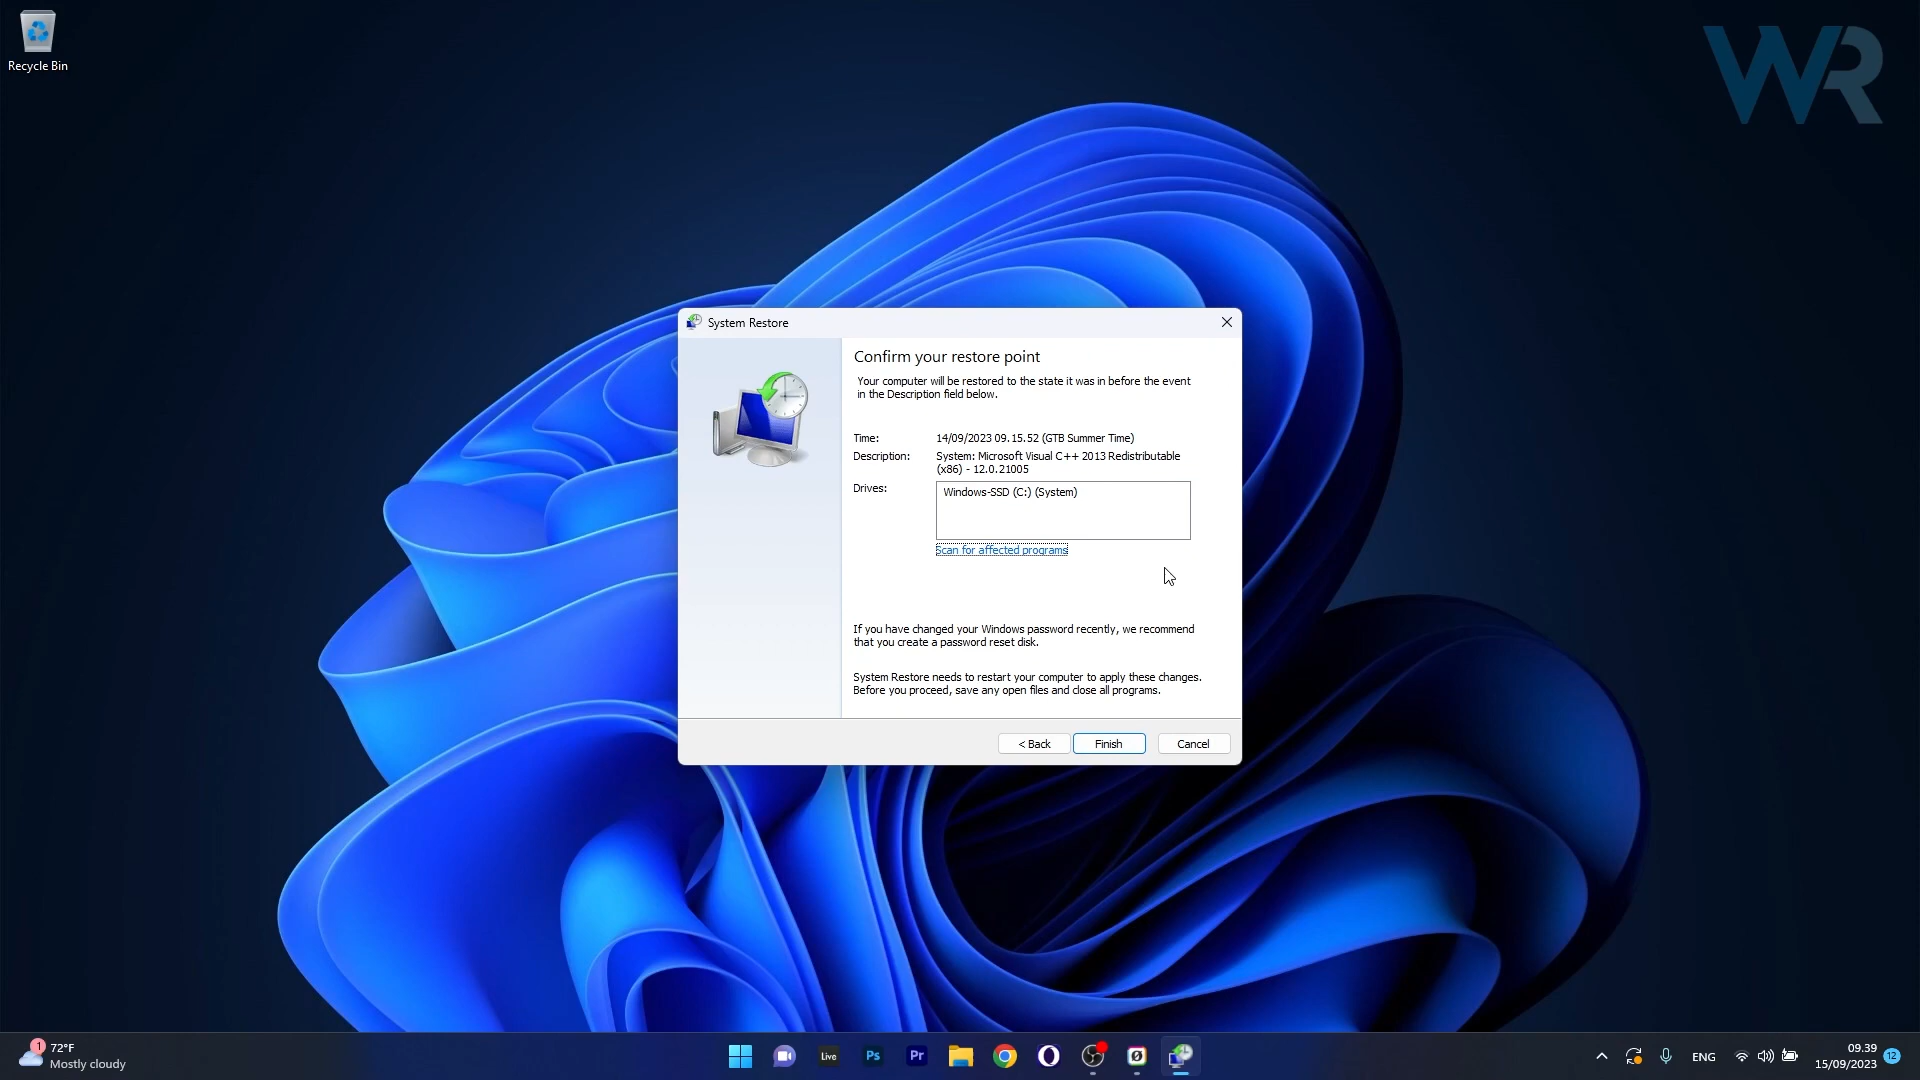 Recycle Bin
WR
System Restore
Confirm your restore point
Your computer will be restored to the state it was in before the event
in the Description field below.
Time: 14/09/2023 09.15.52 (GTB Summer Time)
Description: System: Microsoft Visual C++ 2013 Redistributable
(x86) - 12.0.21005
Drives: Windows-SSD (C:) (System)
Scan for affected programs
If you have changed your Windows password recently, we recommend
that you create a password reset disk.
System Restore needs to restart your computer to apply these changes.
Before you proceed, save any open files and close all programs.
< Back Finish Cancel
1 72°F
Mostly cloudy
Live Ps Pr
ENG
09.39
15/09/2023 12